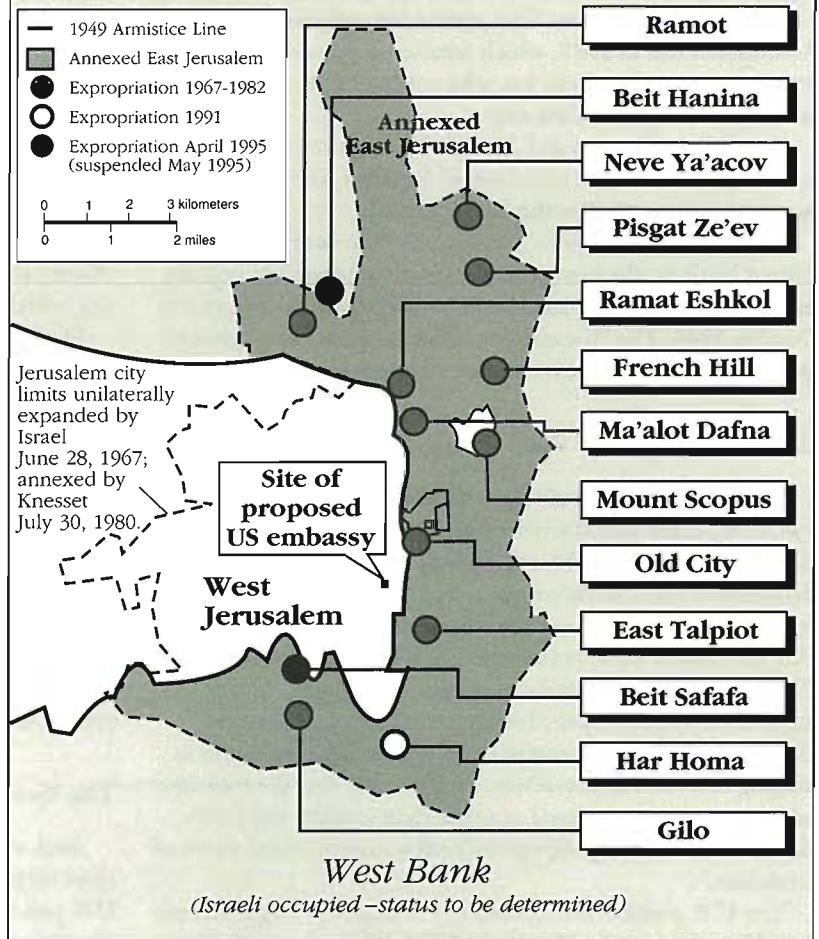 1949 Armistice Line
Annexed East Jerusalem
Expropriation 1967-1982
Expropriation 1991
Expropriation April 1995
(suspended May 1995)
0 1 2 3 kilometers
0 1 2 miles
Annexed
East Jerusalem
Ramot
Beit Hanina
Neve Ya'acov
Pisgat Ze'ev
Ramat Eshkol
French Hill
Ma'alot Dafna
Mount Scopus
Old City
East Talpiot
Beit Safafa
Har Homa
Gilo
Jerusalem city
limits unilaterally
expanded by
Israel
June 28, 1967;
annexed by
Knesset
July 30, 1980.
Site of
proposed
US embassy
West
Jerusalem
West Bank
(Israeli occupied–status to be determined)